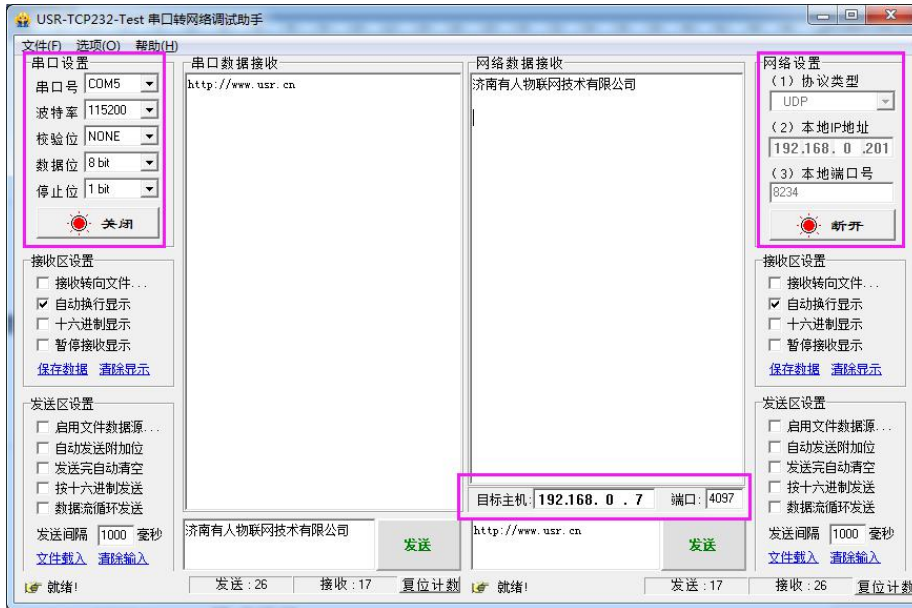 USR-TCP232-Test 串口转网络调试助手
文件(F) 选项(O) 帮助(H)
串口设置
串口号 COM5
波特率 115200
校验位 NONE
数据位 8 bit
停止位 1 bit
关闭
接收区设置
接收转向文件...
自动换行显示
十六进制显示
暂停接收显示
保存数据 清除显示
发送区设置
启用文件数据源...
自动发送附加位
发送完自动清空
按十六进制发送
数据流循环发送
发送间隔 1000 毫秒
文件载入 清除输入
就绪!
串口数据接收
http://www.usr.cn
济南有人物联网技术有限公司
发送
发送 : 26 接收 : 17 复位计数
网络数据接收
济南有人物联网技术有限公司
目标主机: 192.168. 0 . 7 端口: 4097
http://www.usr.cn
发送
就绪!
发送 : 17 接收 : 26 复位计数
网络设置
(1) 协议类型
UDP
(2) 本地IP地址
192.168. 0 .201
(3) 本地端口号
8234
断开
接收区设置
接收转向文件...
自动换行显示
十六进制显示
暂停接收显示
保存数据 清除显示
发送区设置
启用文件数据源...
自动发送附加位
发送完自动清空
按十六进制发送
数据流循环发送
发送间隔 1000 毫秒
文件载入 清除输入